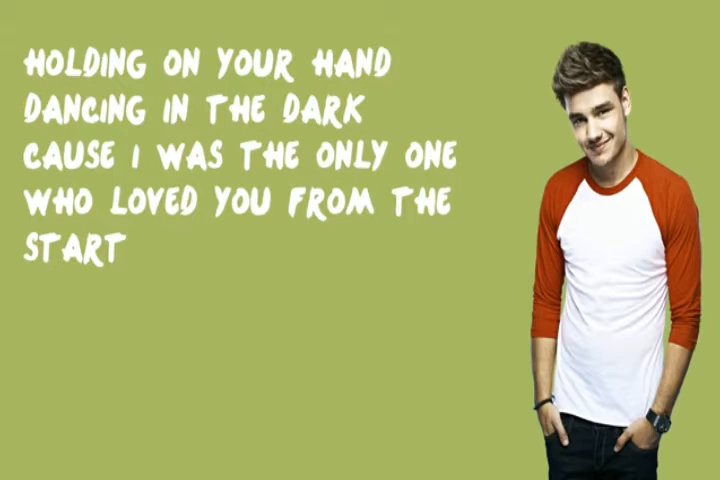 HOLDING ON YOUR HAND
DANCING IN THE DARK
CAUSE I WAS THE ONLY ONE
WHO LOVED YOU FROM THE
START